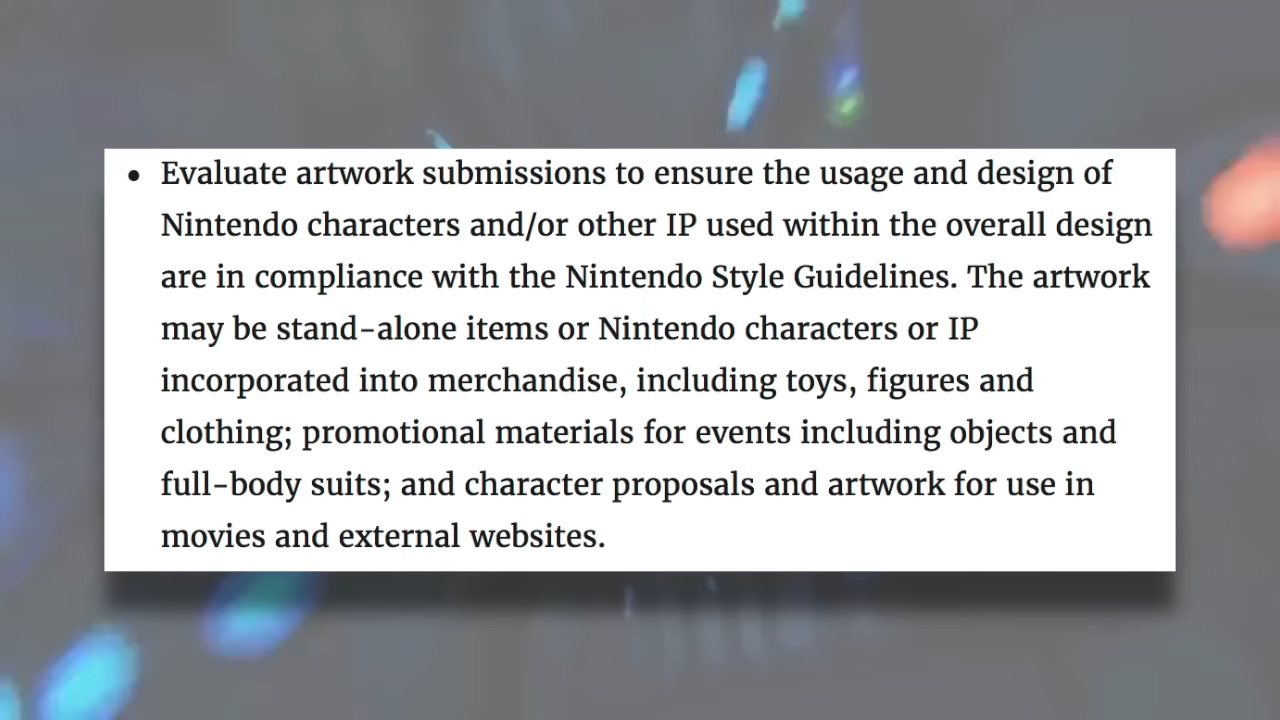 • Evaluate artwork submissions to ensure the usage and design of
Nintendo characters and/or other IP used within the overall design
are in compliance with the Nintendo Style Guidelines. The artwork
may be stand-alone items or Nintendo characters or IP
incorporated into merchandise, including toys, figures and
clothing; promotional materials for events including objects and
full-body suits; and character proposals and artwork for use in
movies and external websites.